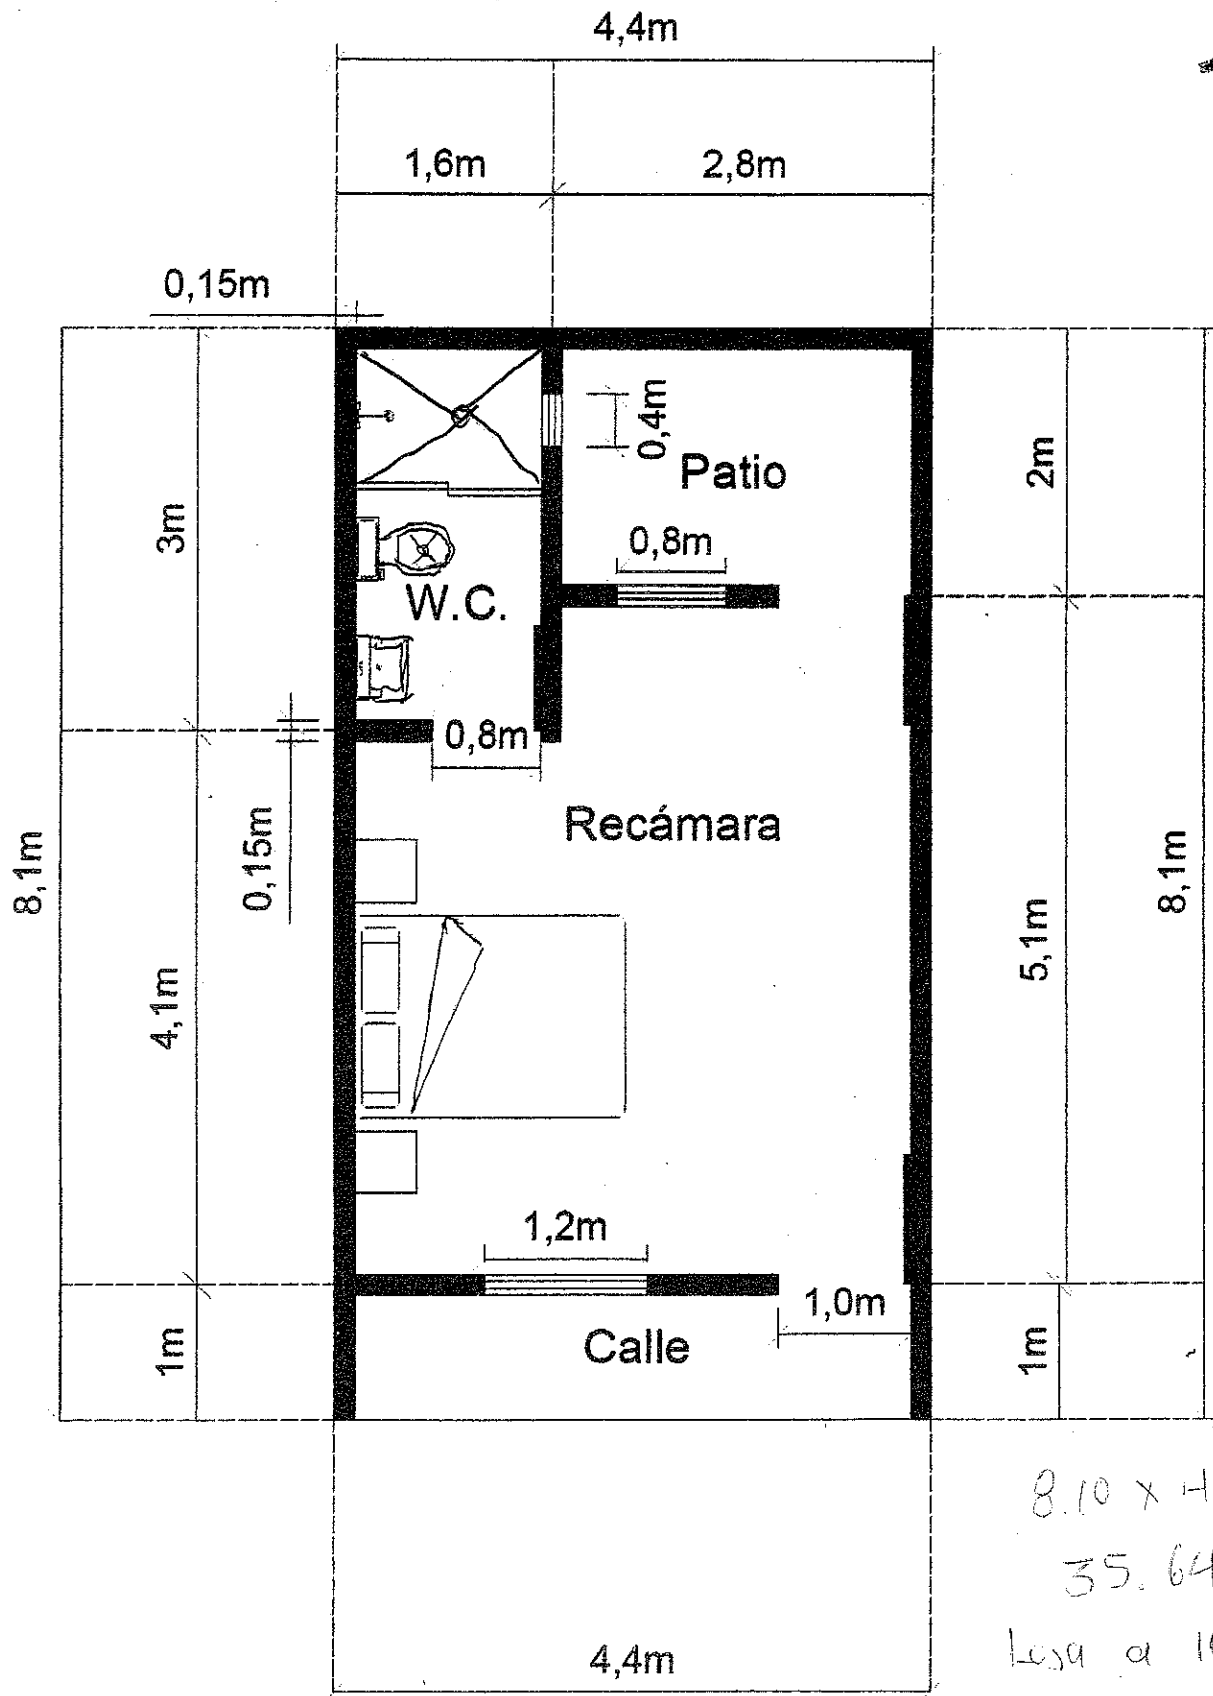 4,4m
1,6m
2,8m
0,15m
0,4m
Patio
2m
3m
0,8m
W.C.
0,8m
Recámara
0,15m
8,1m
8,1m
5,1m
4,1m
1,2m
1,0m
Calle
1m
1m
8.10 X
35.64
Losa a
4,4m